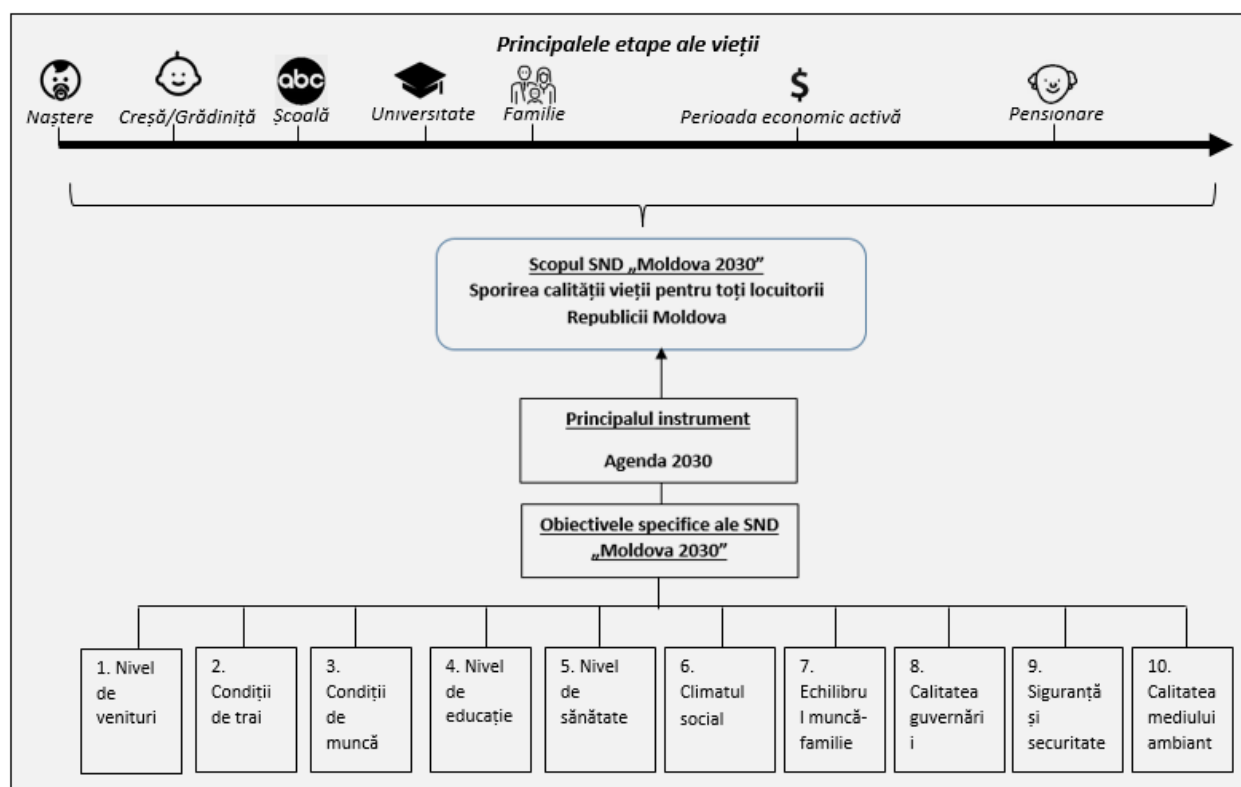 Principalele etape ale vieții
abc
$
Naștere
Creșă/Grădiniță
Școală
Universitate
Familie
Perioada economic activă
Pensionare
Scopul SND „Moldova 2030”
Sporirea calității vieții pentru toți locuitorii
Republicii Moldova
Principalul instrument
Agenda 2030
Obiectivele specifice ale SND
„Moldova 2030”
1. Nivel
de
venituri
2.
Condiții
de trai
3.
Condiții
de
muncă
4. Nivel
de
educație
5. Nivel
de
sănătate
6.
Climatul
social
7.
Echilibru
l muncă-
familie
8.
Calitatea
guvernări
i
9.
Siguranță
și
securitate
10.
Calitatea
mediului
ambiant